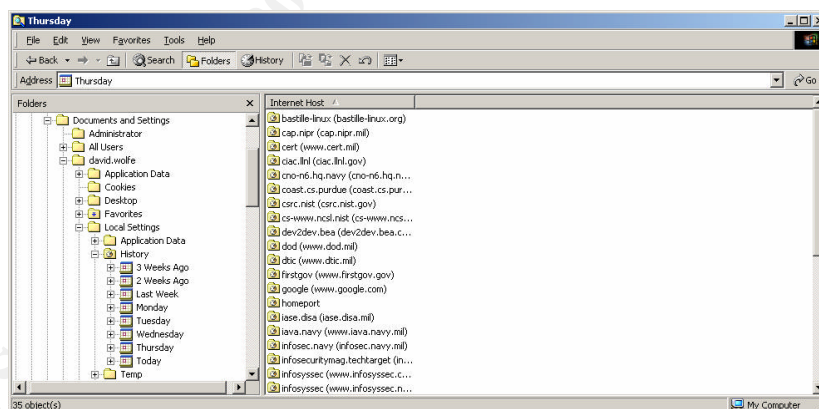 Thursday
File Edit View Favorites Tools Help
Back Search Folders History
Address Thursday Go
Folders
Documents and Settings
Administrator
All Users
david.wolfe
Application Data
Cookies
Desktop
Favorites
Local Settings
Application Data
History
3 Weeks Ago
2 Weeks Ago
Last Week
Monday
Tuesday
Wednesday
Thursday
Today
Temp
Internet Host
bastille-linux (bastille-linux.org)
cap.nipr (cap.nipr.mil)
cert (www.cert.mil)
ciac.llnl (ciac.llnl.gov)
cno-n6.hq.navy (cno-n6.hq.n...
coast.cs.purdue (coast.cs.pur...
csrc.nist (csrc.nist.gov)
cs-www.ncsl.nist (cs-www.ncs...
dev2dev.bea (dev2dev.bea.c...
dod (www.dod.mil)
dtic (www.dtic.mil)
firstgov (www.firstgov.gov)
google (www.google.com)
homeport
iase.disa (iase.disa.mil)
iava.navy (www.iava.navy.mil)
infosec.navy (infosec.navy.mil)
infosecuritymag.techtarget (in...
infosyssec (www.infosyssec.c...
infosyssec (www.infosyssec.n...
35 object(s)
My Computer